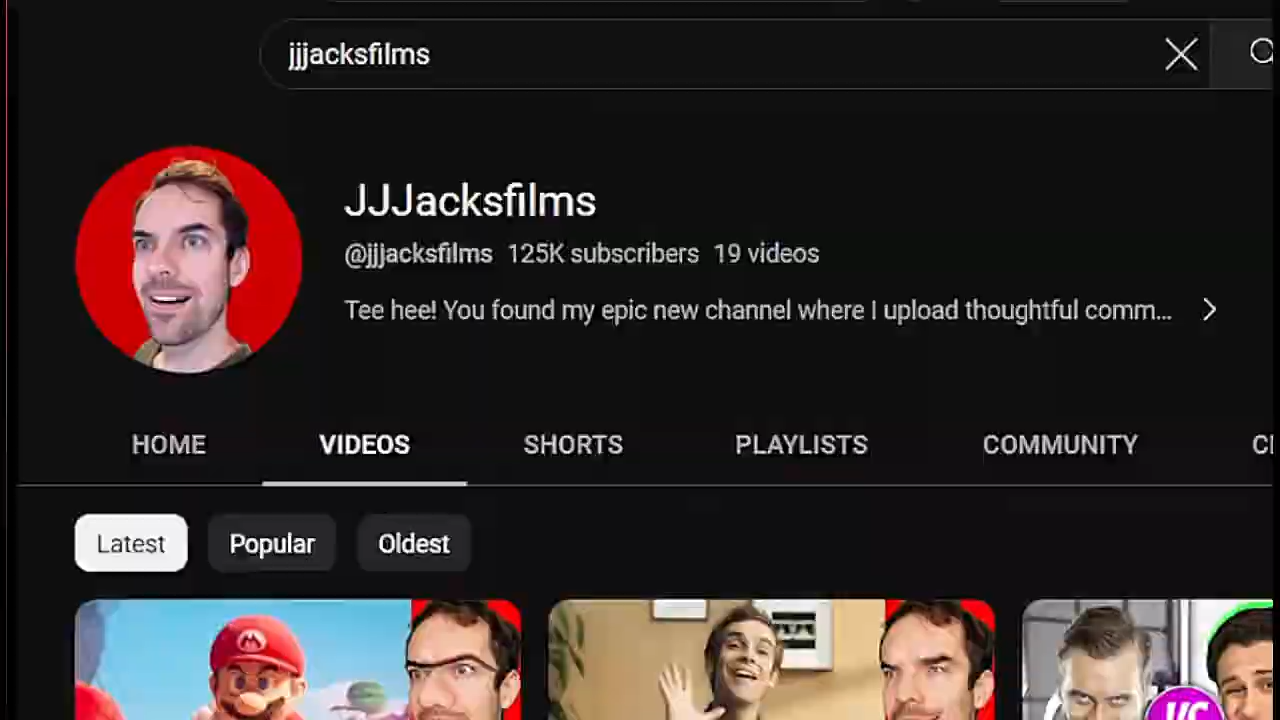 jjjacksfilms
JJJacksfilms
@jjjacksfilms 125K subscribers 19 videos
Tee hee! You found my epic new channel where I upload thoughtful comm...
HOME VIDEOS SHORTS PLAYLISTS COMMUNITY
Latest Popular Oldest
M